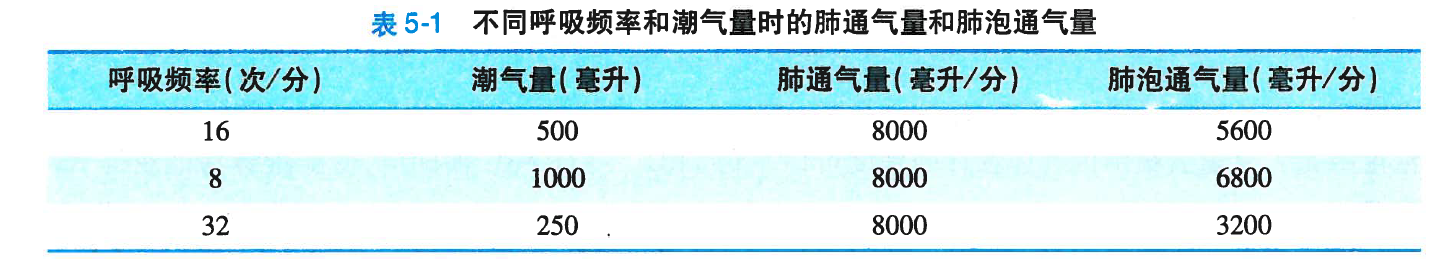 表 5-1 不同呼吸频率和潮气量时的肺通气量和肺泡通气量
呼吸频率(次/分) 潮气量(毫升) 肺通气量(毫升/分) 肺泡通气量(毫升/分)
16 500 8000 5600
8 1000 8000 6800
32 250 8000 3200